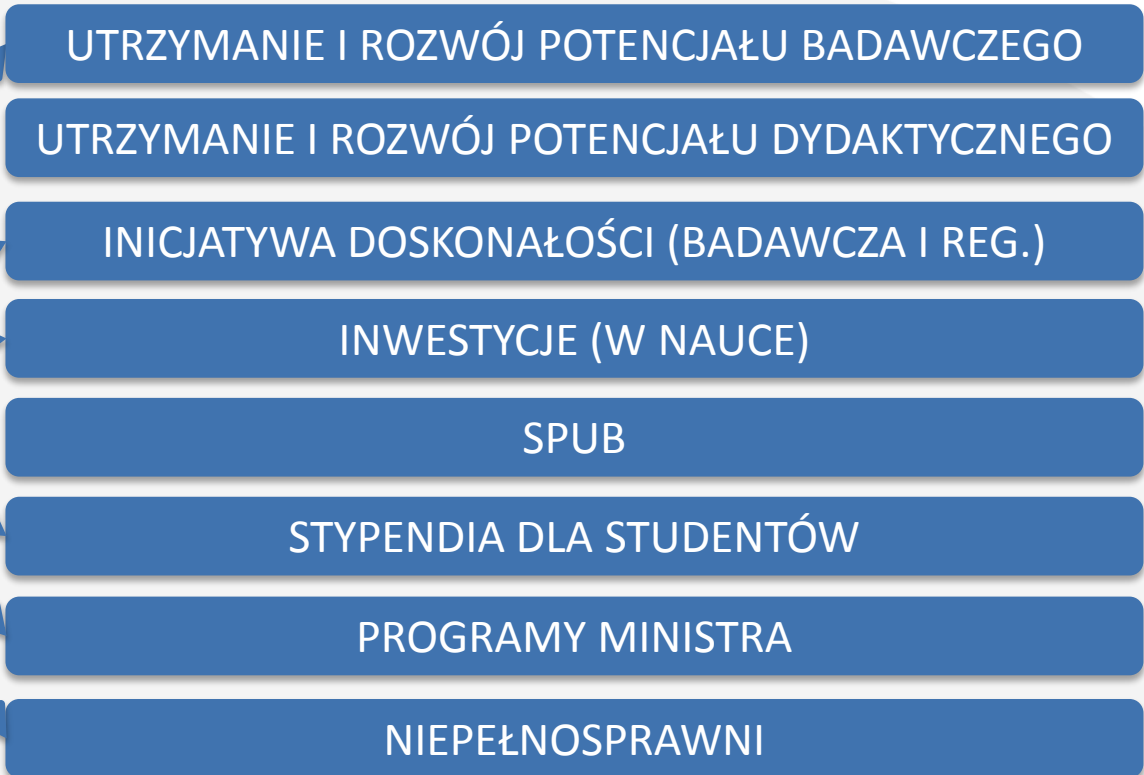 UTRZYMANIE I ROZWÓJ POTENCJAŁU BADAWCZEGO
UTRZYMANIE I ROZWÓJ POTENCJAŁU DYDAKTYCZNEGO
INICJATYWA DOSKONAŁOŚCI (BADAWCZA I REG.)
INWESTYCJE (W NAUCE)
SPUB
STYPENDIA DLA STUDENTÓW
PROGRAMY MINISTRA
NIEPEŁNOSPRAWNI